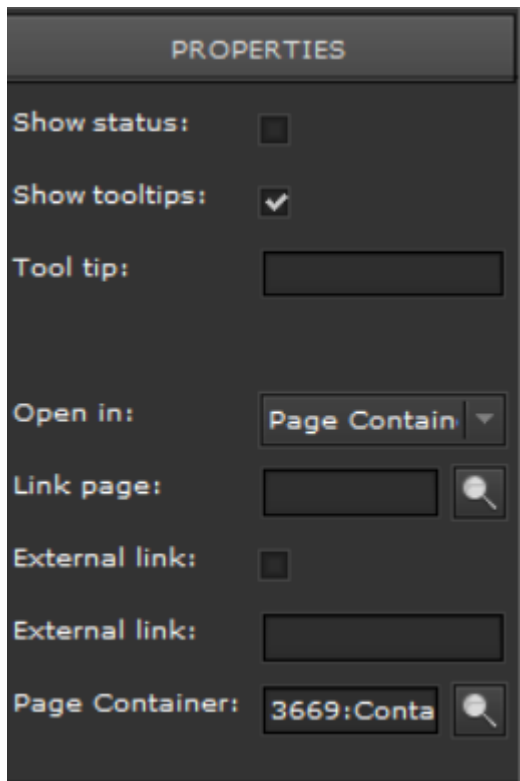 PROPERTIES
Show status:
Show tooltips:
Tool tip:
Open in: Page Contain
Link page:
External link:
External link:
Page Container: 3669:Conta